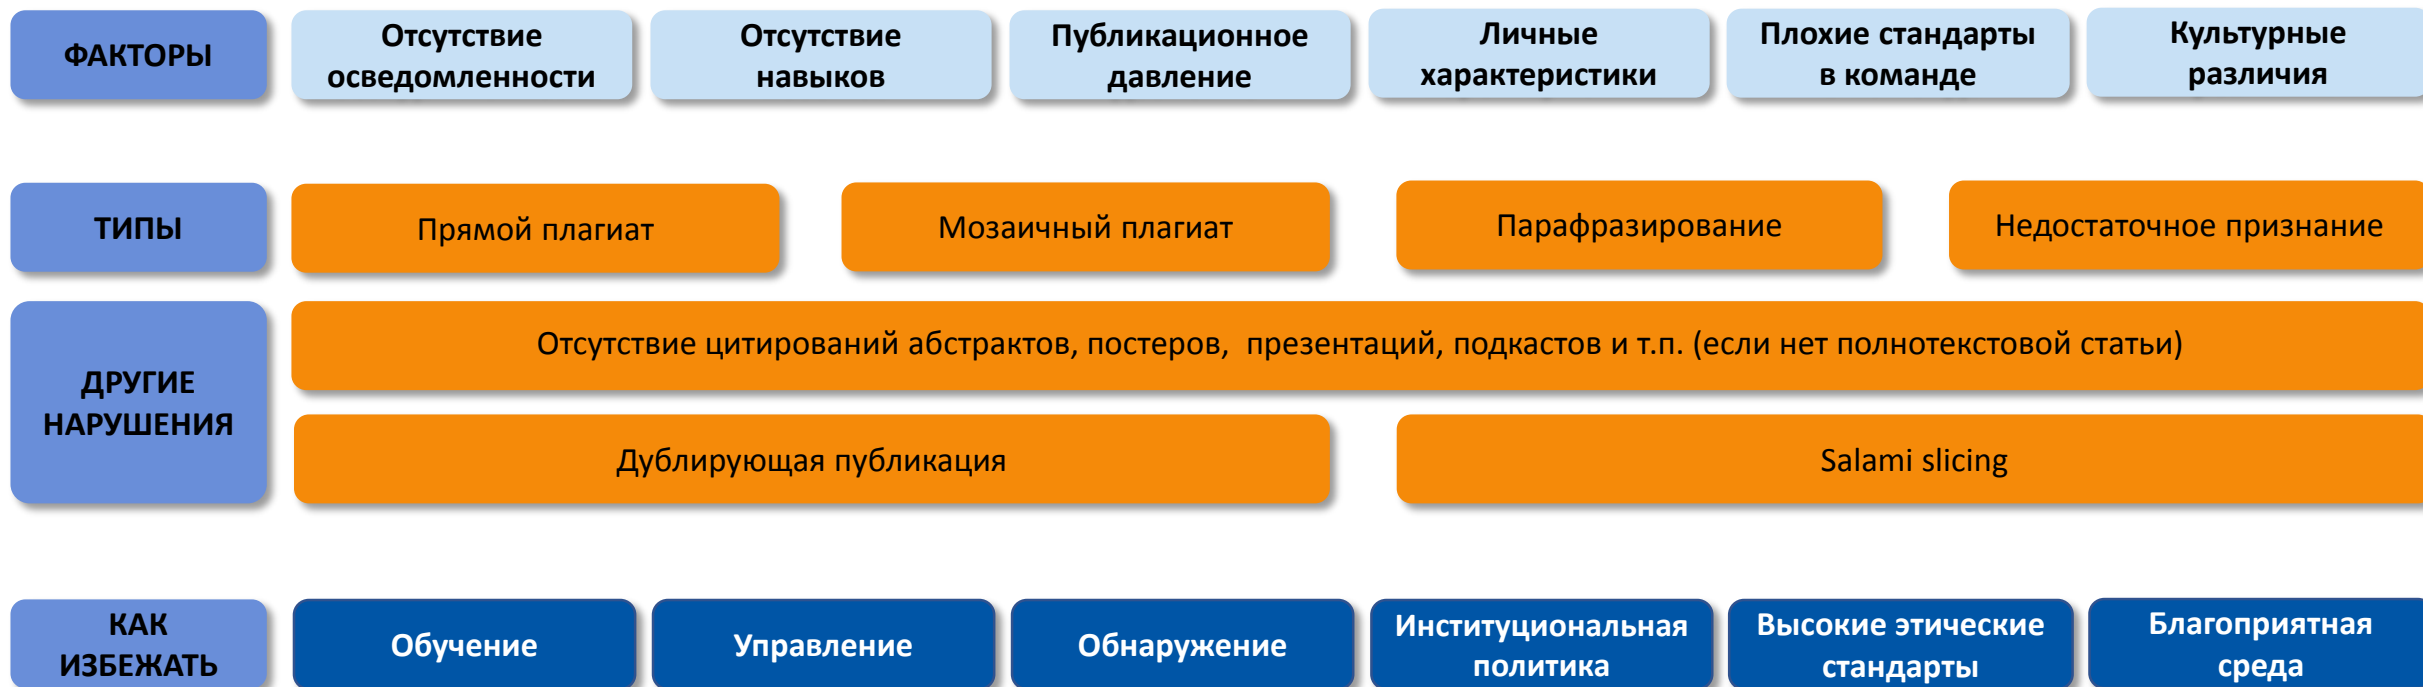 ФАКТОРЫ
Отсутствие
осведомленности
Отсутствие
навыков
Публикационное
давление
Личные
характеристики
Плохие стандарты
в команде
Культурные
различия
ТИПЫ
Прямой плагиат
Мозаичный плагиат
Парафразирование
Недостаточное признание
ДРУГИЕ
НАРУШЕНИЯ
Отсутствие цитирований абстрактов, постеров, презентаций, подкастов и т.п. (если нет полнотекстовой статьи)
Дублирующая публикация
Salami slicing
КАК
ИЗБЕЖАТЬ
Обучение
Управление
Обнаружение
Институциональная
политика
Высокие этические
стандарты
Благоприятная
среда